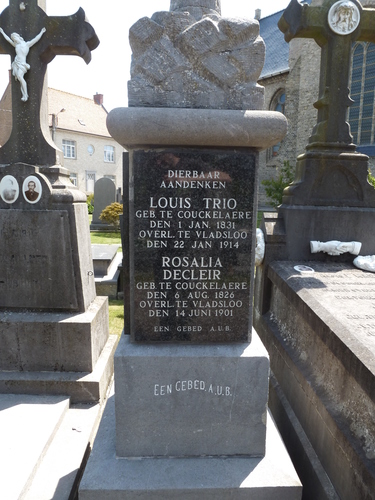 DIERBAAR
AANDENKEN
LOUIS TRIO
GEB TE COUCKELAERE
DEN 1 JAN. 1831
OVERL. TE VLADSLOO
DEN 22 JAN 1914
ROSALIA
DECLEIR
GEB. TE COUCKELAERE
DEN 6 AUG. 1826
OVERL. TE VLADSLOO
DEN 14 JUNI 1901
EEN GEBED A.U.B.
EEN GEBED. A.U.B.